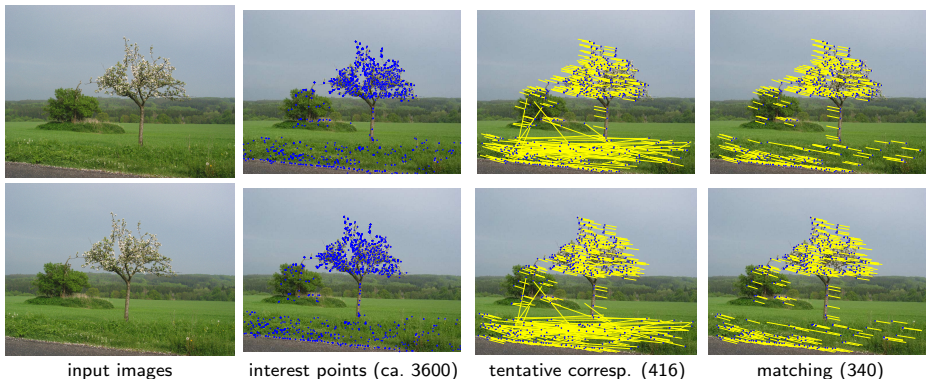 input images
interest points (ca. 3600)
tentative corresp. (416)
matching (340)